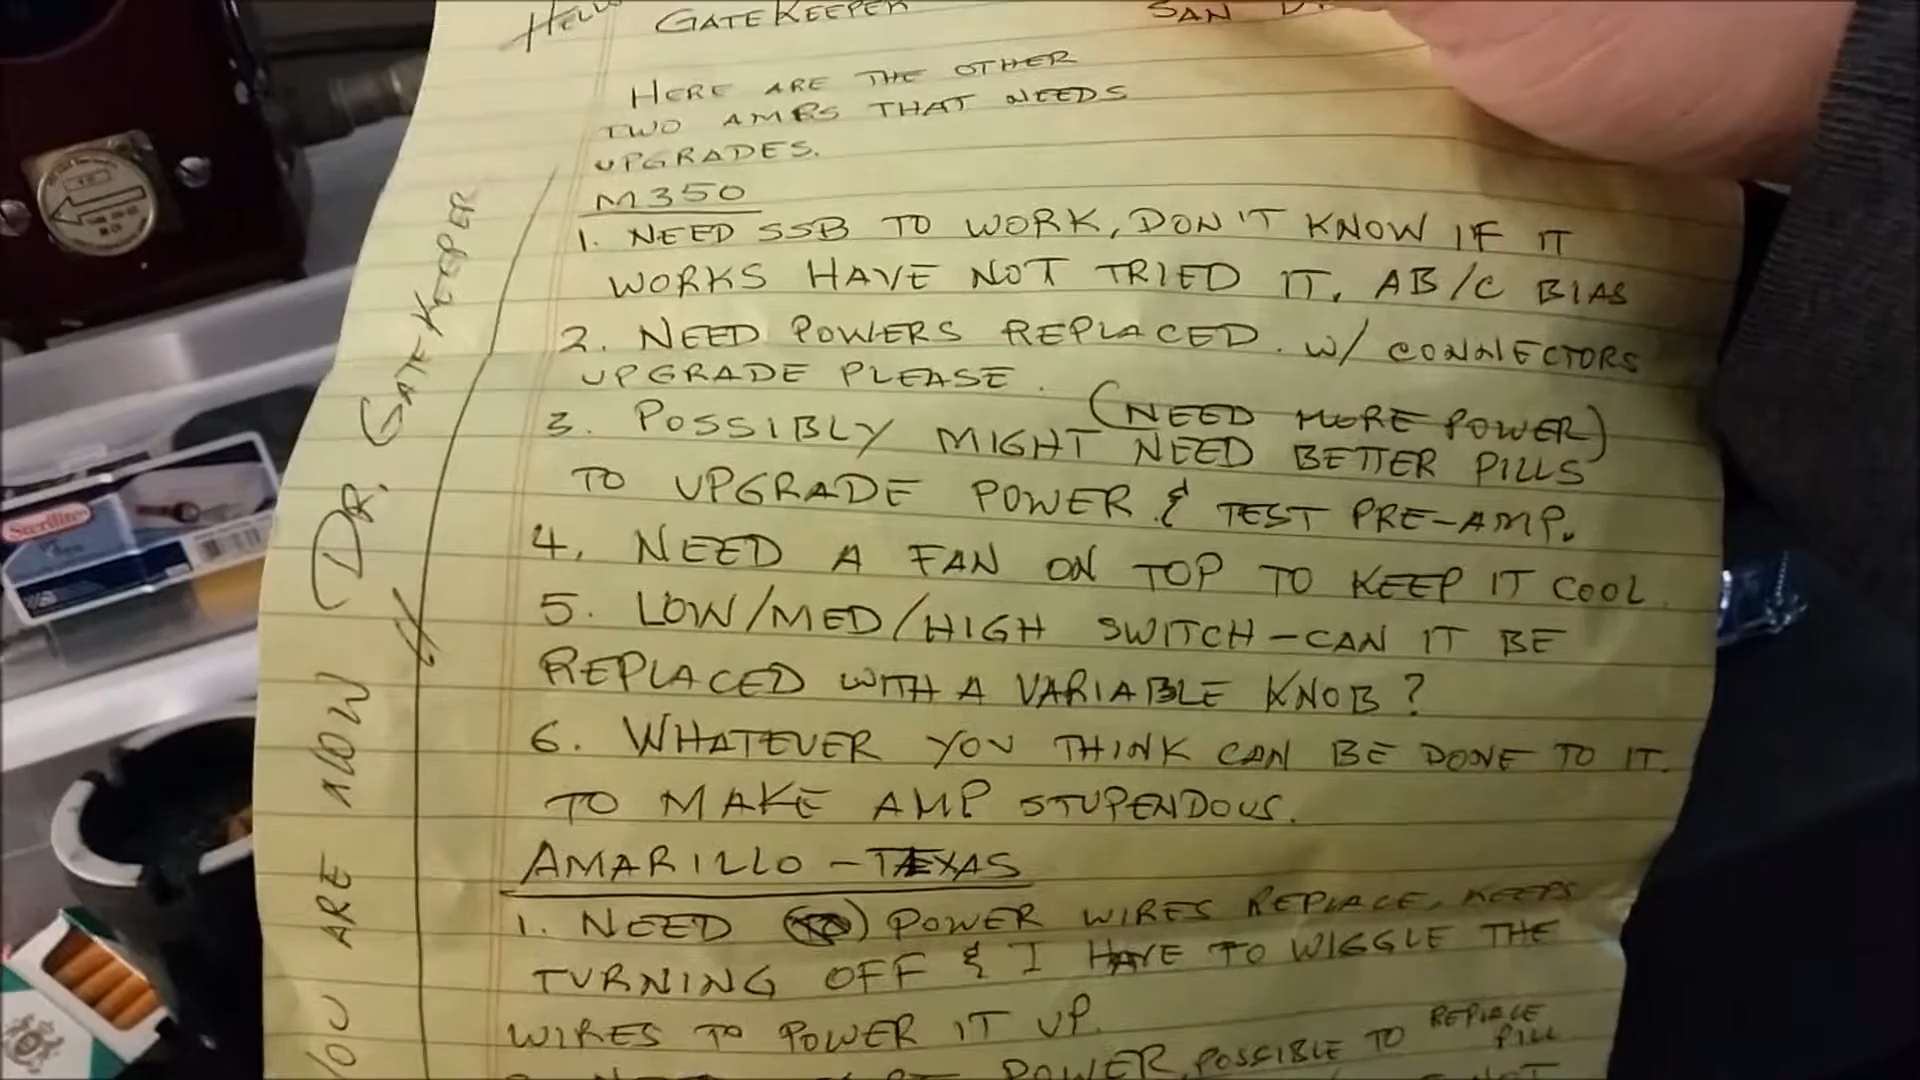 Hello GATEKEEPER SAN
HERE ARE THE OTHER
TWO AMPS THAT NEEDS
UPGRADES.
M350
1. NEED SSB TO WORK, DON'T KNOW IF IT
WORKS HAVE NOT TRIED IT. AB/C BIAS
2. NEED POWERS REPLACED. W/ CONNECTORS
UPGRADE PLEASE.
(NEED MORE POWER)
3. POSSIBLY MIGHT NEED BETTER PILLS
TO UPGRADE POWER & TEST PRE-AMP.
4. NEED A FAN ON TOP TO KEEP IT COOL
5. LOW/MED/HIGH SWITCH - CAN IT BE
REPLACED WITH A VARIABLE KNOB?
6. WHATEVER YOU THINK CAN BE DONE TO IT.
TO MAKE AMP STUPENDOUS.
AMARILLO - TEXAS
1. NEED POWER WIRES REPLACE, KEEPS
TURNING OFF & I HAVE TO WIGGLE THE
WIRES TO POWER IT UP.
POWER, POSSIBLE TO REPLACE
PILL
NOT
YOU ARE NOW DR. GATEKEEPER
Sterilite